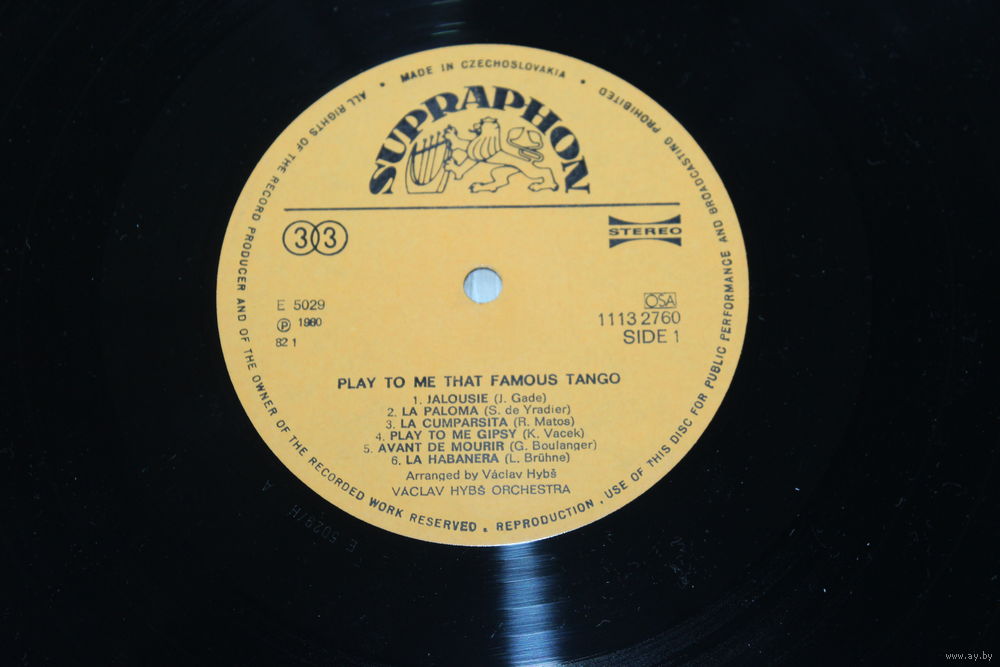 MADE IN CZECHOSLOVAKIA • ALL RIGHTS OF THE RECORD PRODUCER AND OF THE OWNER OF THE RECORDED WORK RESERVED . REPRODUCTION , USE OF THIS DISC FOR PUBLIC PERFORMANCE AND BROADCASTING PROHIBITED •
SUPRAPHON
33
STEREO
E 5029
OSA
Ⓟ 1980
1113 2760
82 1
SIDE 1
PLAY TO ME THAT FAMOUS TANGO
1. JALOUSIE (J. Gade)
2. LA PALOMA (S. de Yradier)
3. LA CUMPARSITA (R. Matos)
4. PLAY TO ME GIPSY (K. Vacek)
5. AVANT DE MOURIR (G. Boulanger)
6. LA HABANERA (L. Brühne)
Arranged by Václav Hybš
VÁCLAV HYBŠ ORCHESTRA
E 5029/H A
www.ay.by